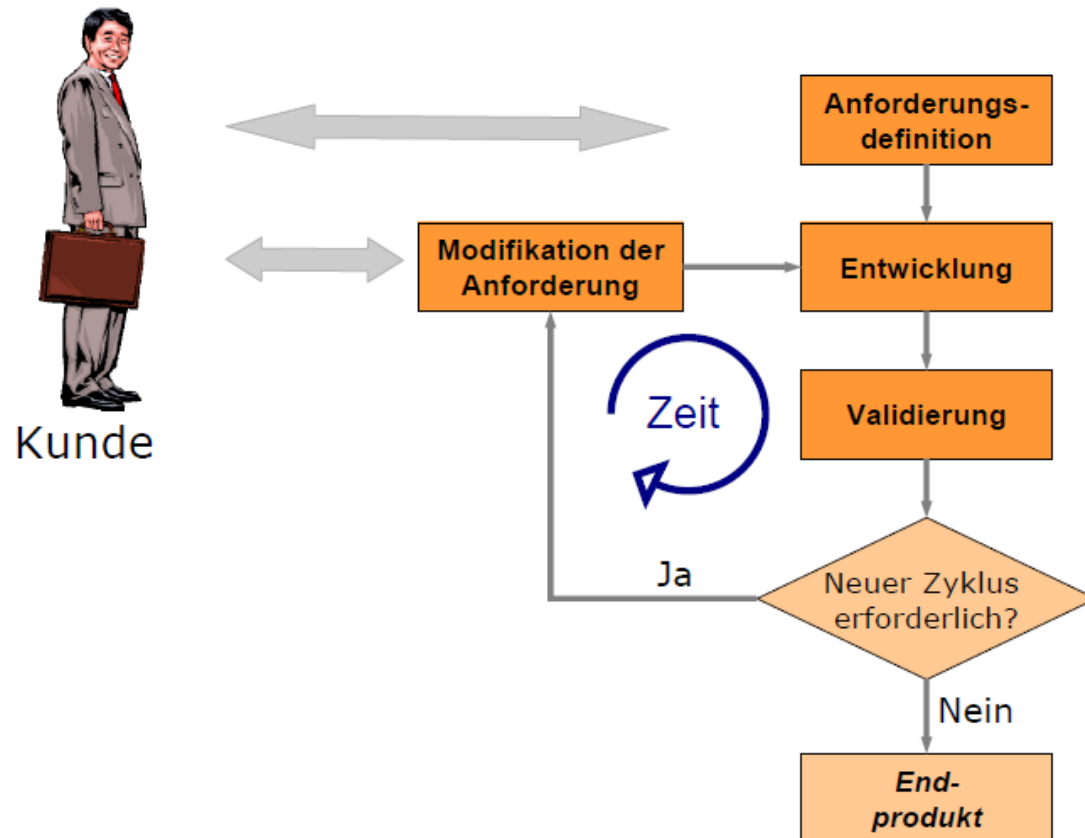 Anforderungs-
definition
Modifikation der
Anforderung
Entwicklung
Zeit
Validierung
Kunde
Ja
Neuer Zyklus
erforderlich?
Nein
End-
produkt